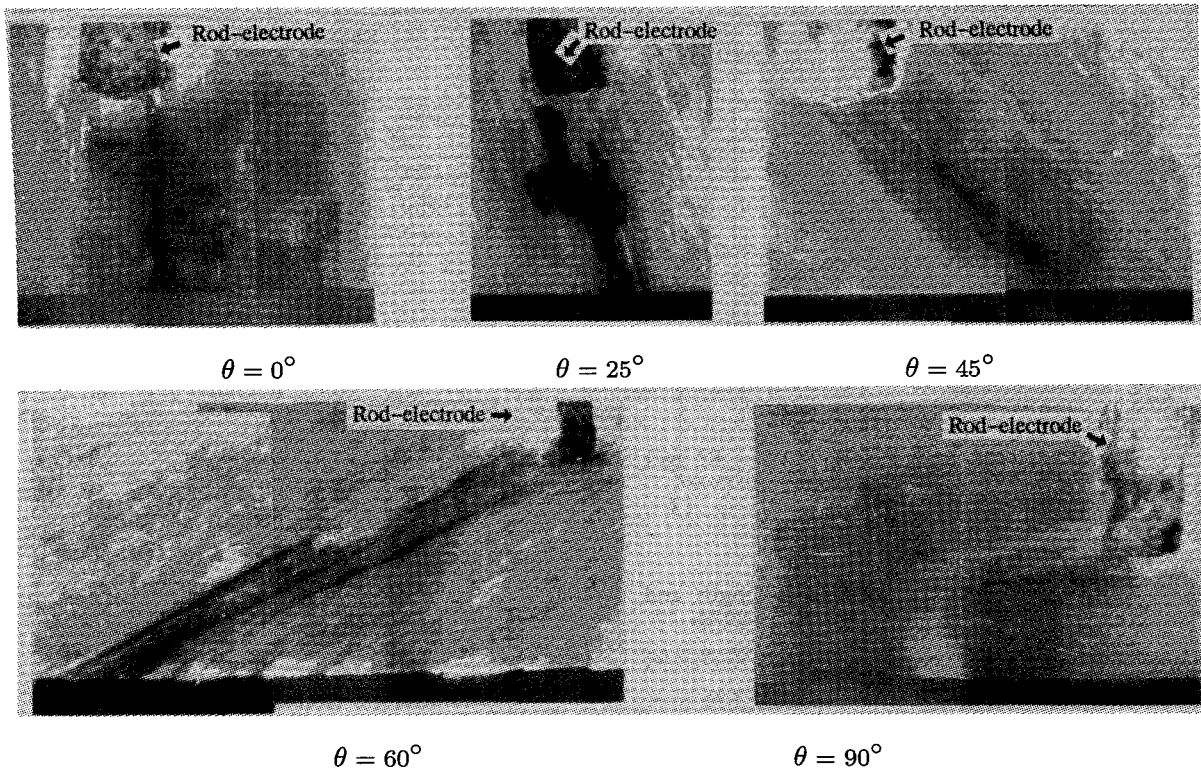 Rod-electrode
Rod-electrode
Rod-electrode
θ = 0°
θ = 25°
θ = 45°
Rod-electrode
Rod-electrode
θ = 60°
θ = 90°